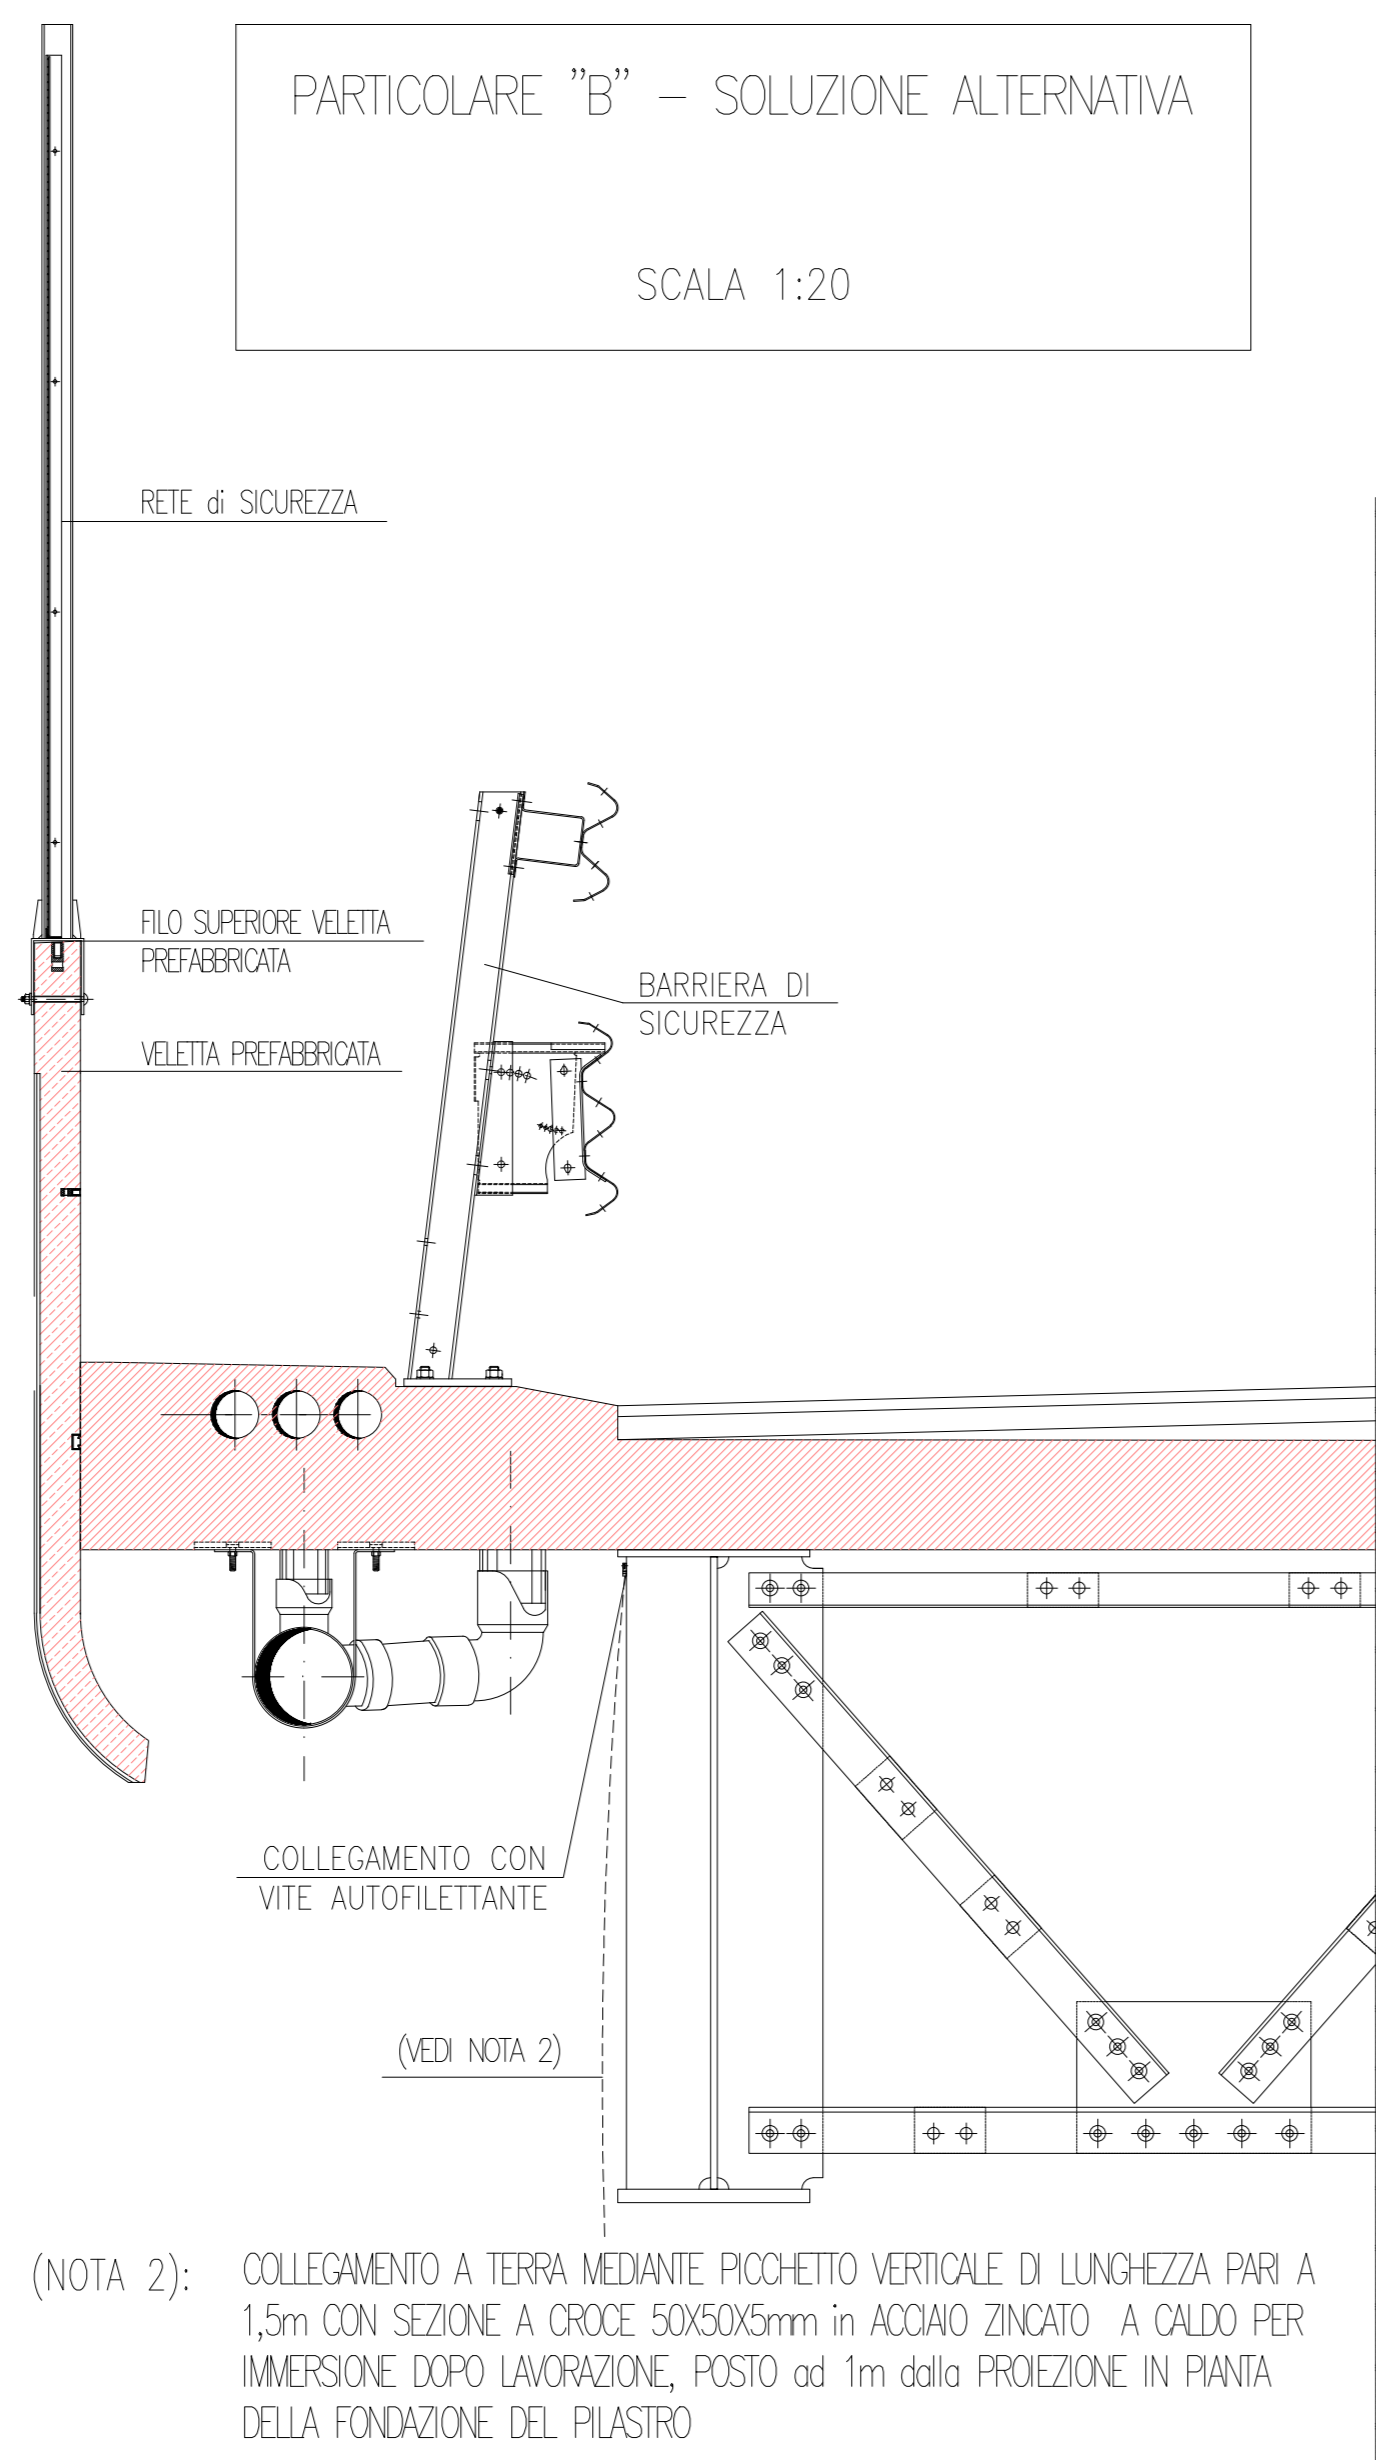 PARTICOLARE "B" – SOLUZIONE ALTERNATIVA
SCALA 1:20
RETE di SICUREZZA
FILO SUPERIORE VELETTA
PREFABBRICATA
BARRIERA DI
SICUREZZA
VELETTA PREFABBRICATA
COLLEGAMENTO CON
VITE AUTOFILETTANTE
(VEDI NOTA 2)
(NOTA 2): COLLEGAMENTO A TERRA MEDIANTE PICCHETTO VERTICALE DI LUNGHEZZA PARI A
1,5m CON SEZIONE A CROCE 50X50X5mm in ACCIAIO ZINCATO A CALDO PER
IMMERSIONE DOPO LAVORAZIONE, POSTO ad 1m dalla PROIEZIONE IN PIANTA
DELLA FONDAZIONE DEL PILASTRO